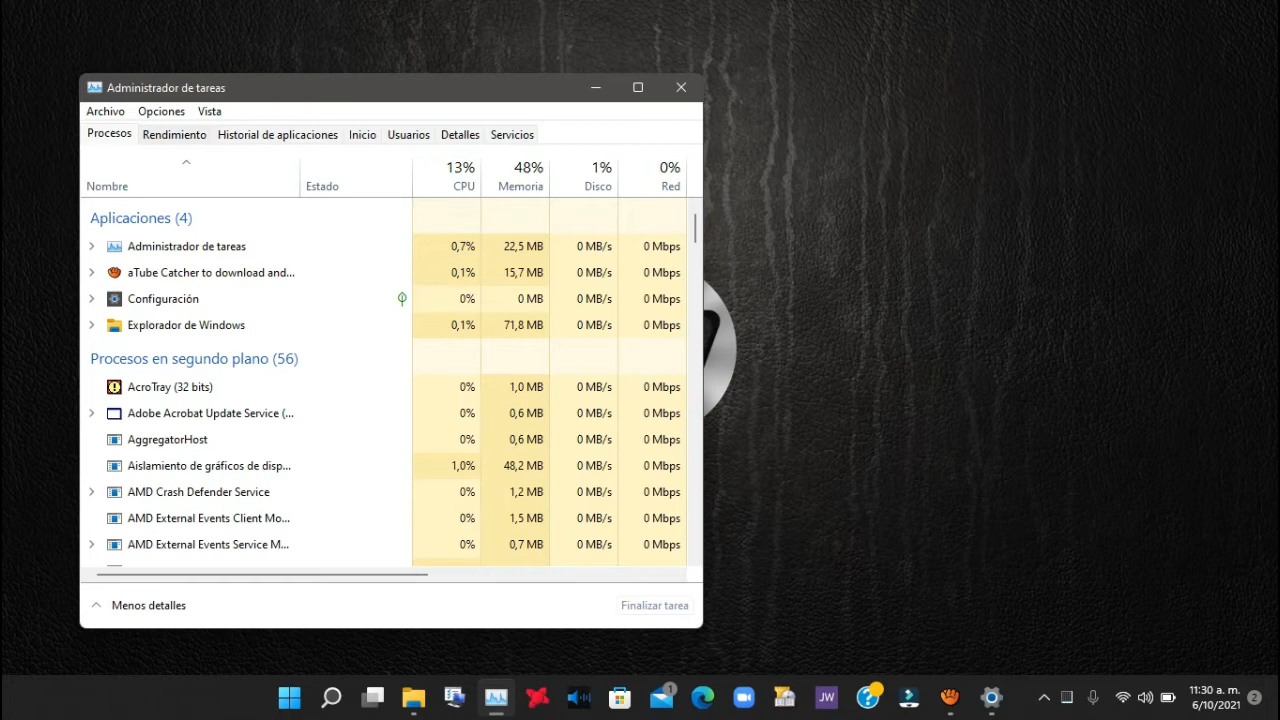 Administrador de tareas
Archivo Opciones Vista
Procesos Rendimiento Historial de aplicaciones Inicio Usuarios Detalles Servicios
13% 48% 1% 0%
Nombre Estado CPU Memoria Disco Red
Aplicaciones (4)
Administrador de tareas 0,7% 22,5 MB 0 MB/s 0 Mbps
aTube Catcher to download and... 0,1% 15,7 MB 0 MB/s 0 Mbps
Configuración 0% 0 MB 0 MB/s 0 Mbps
Explorador de Windows 0,1% 71,8 MB 0 MB/s 0 Mbps
Procesos en segundo plano (56)
AcroTray (32 bits) 0% 1,0 MB 0 MB/s 0 Mbps
Adobe Acrobat Update Service (... 0% 0,6 MB 0 MB/s 0 Mbps
AggregatorHost 0% 0,6 MB 0 MB/s 0 Mbps
Aislamiento de gráficos de disp... 1,0% 48,2 MB 0 MB/s 0 Mbps
AMD Crash Defender Service 0% 1,2 MB 0 MB/s 0 Mbps
AMD External Events Client Mo... 0% 1,5 MB 0 MB/s 0 Mbps
AMD External Events Service M... 0% 0,7 MB 0 MB/s 0 Mbps
Menos detalles Finalizar tarea
1 JW ? 11:30 a. m.
6/10/2021 2